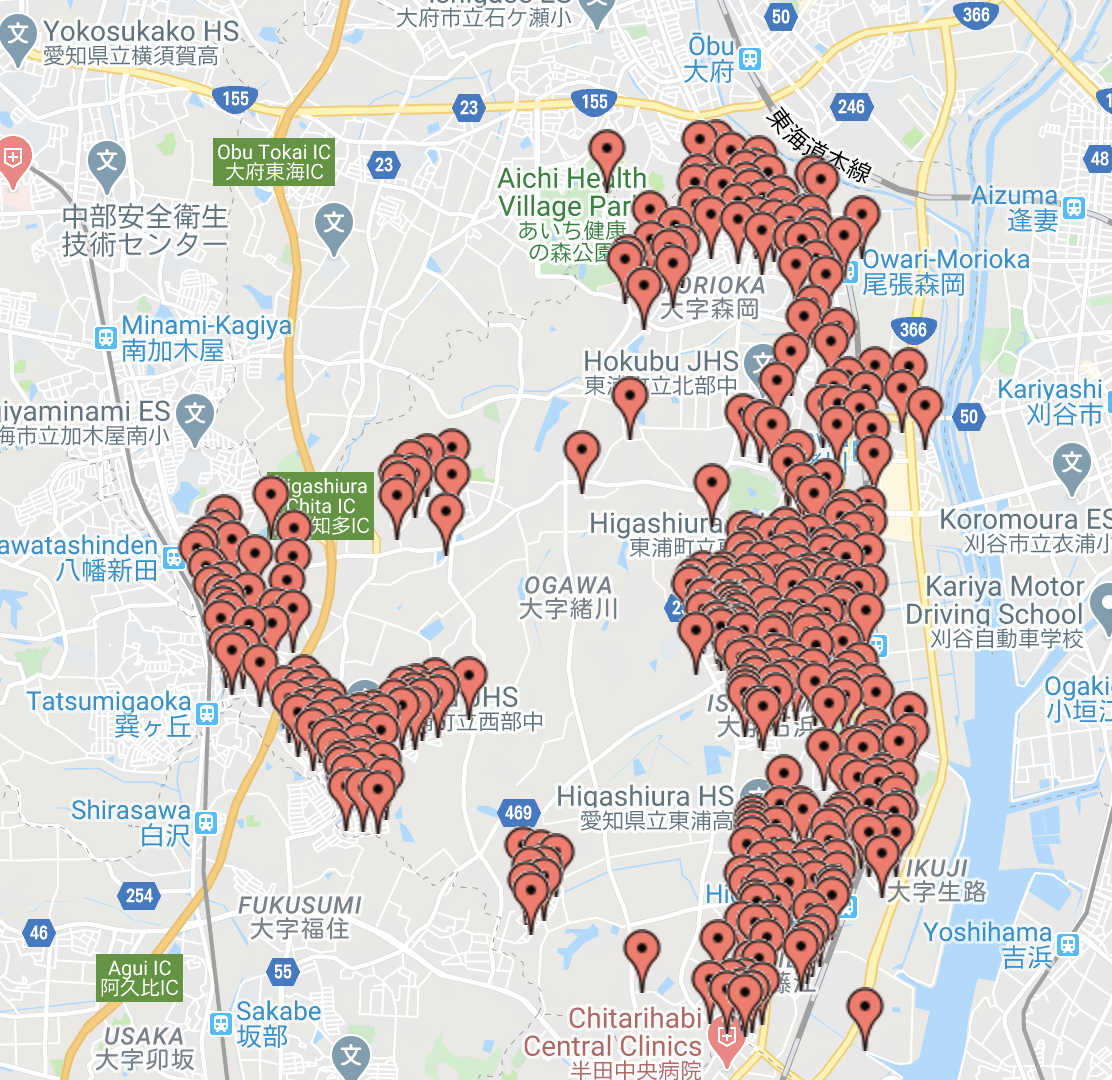 大府市立石ケ瀬小
50
366
Yokosukako HS
愛知県立横須賀高
Ōbu
大府
155
23
155
246
東海道本線
48
Obu Tokai IC
大府東海IC
23
Aichi Health
Village Par
あいち健康
の森公園
Aizuma
逢妻
中部安全衛生
技術センター
Owari-Morioka
尾張森岡
ORIOKA
大字森岡
Minami-Kagiya
南加木屋
366
Hokubu JHS
東浦町立北部中
Kariyashi
刈谷市
50
giyaminami ES
海市立加木屋南小
Higashiura
Chita IC
知多IC
Higashiura
東浦町立東
Koromoura ES
刈谷市立衣浦小
awatashinden
八幡新田
OGAWA
大字緒川
Kariya Motor
Driving School
刈谷自動車学校
Tatsumigaoka
巽ヶ丘
JHS
町立西部中
Ogaki
小垣江
Shirasawa
白沢
469
Higashiura HS
愛知県立東浦高
IKUJI
大字生路
254
FUKUSUMI
大字福住
46
Yoshihama
吉浜
Agui IC
阿久比IC
55
Sakabe
坂部
USAKA
大字卯坂
Chitarihabi
Central Clinics
半田中央病院